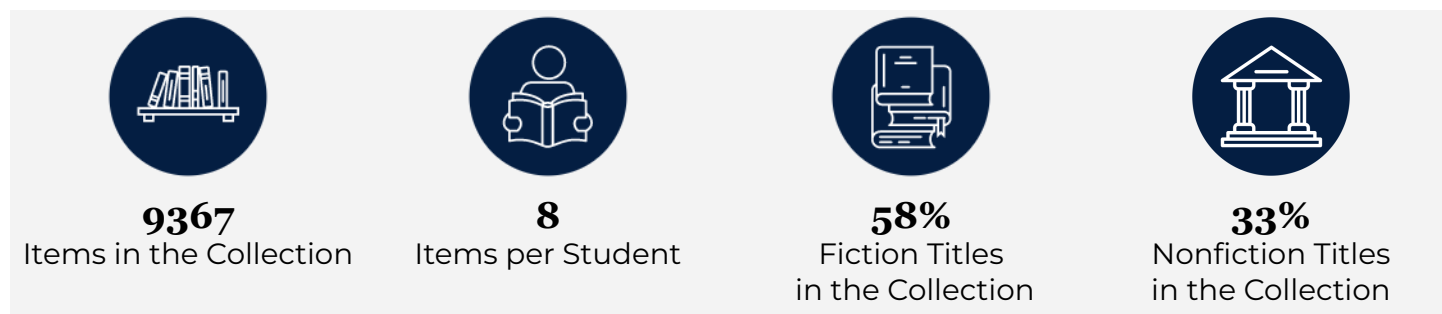 9367
Items in the Collection
8
Items per Student
58%
Fiction Titles
in the Collection
33%
Nonfiction Titles
in the Collection